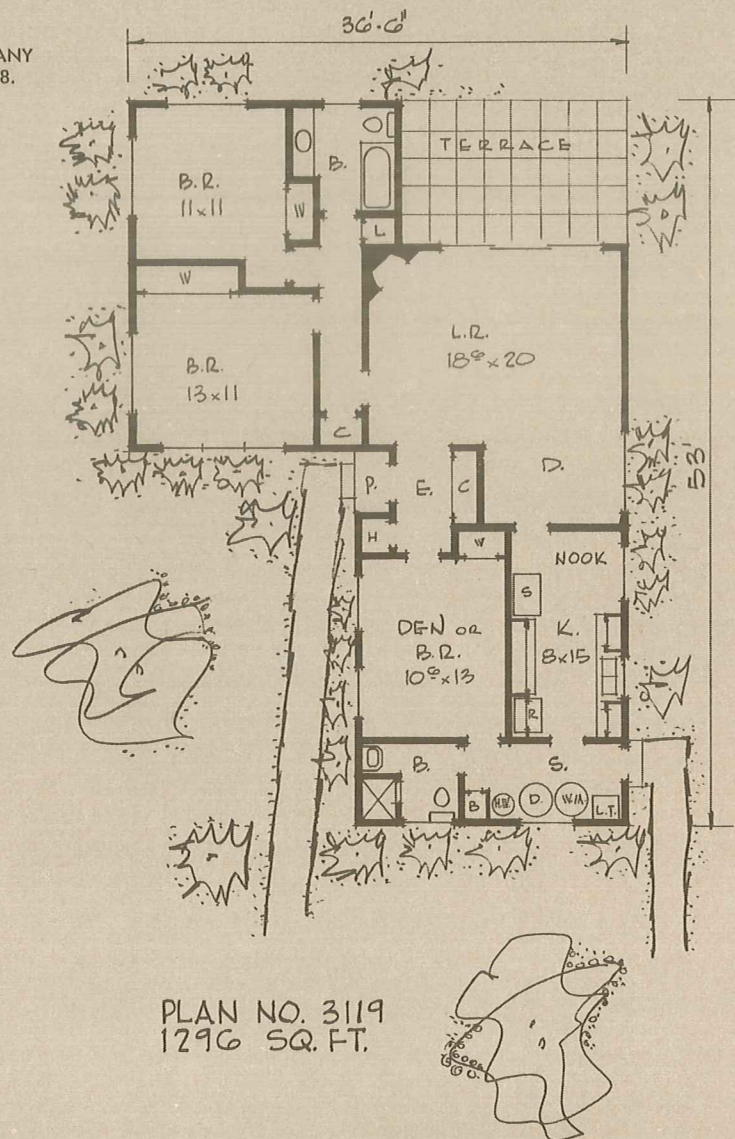 ANY
8.
36'-6"
TERRACE
B.
B.R.
11x11
W
L
W
L.R.
18⁶x20
B.R.
13x11
53'
C
D.
P.
E.
C
H
W
NOOK
S
DEN OR
B.R.
10⁶x13
K.
8x15
R
B.
S.
B
H.W.
D.
W.M.
L.T.
PLAN NO. 3119
1296 SQ. FT.